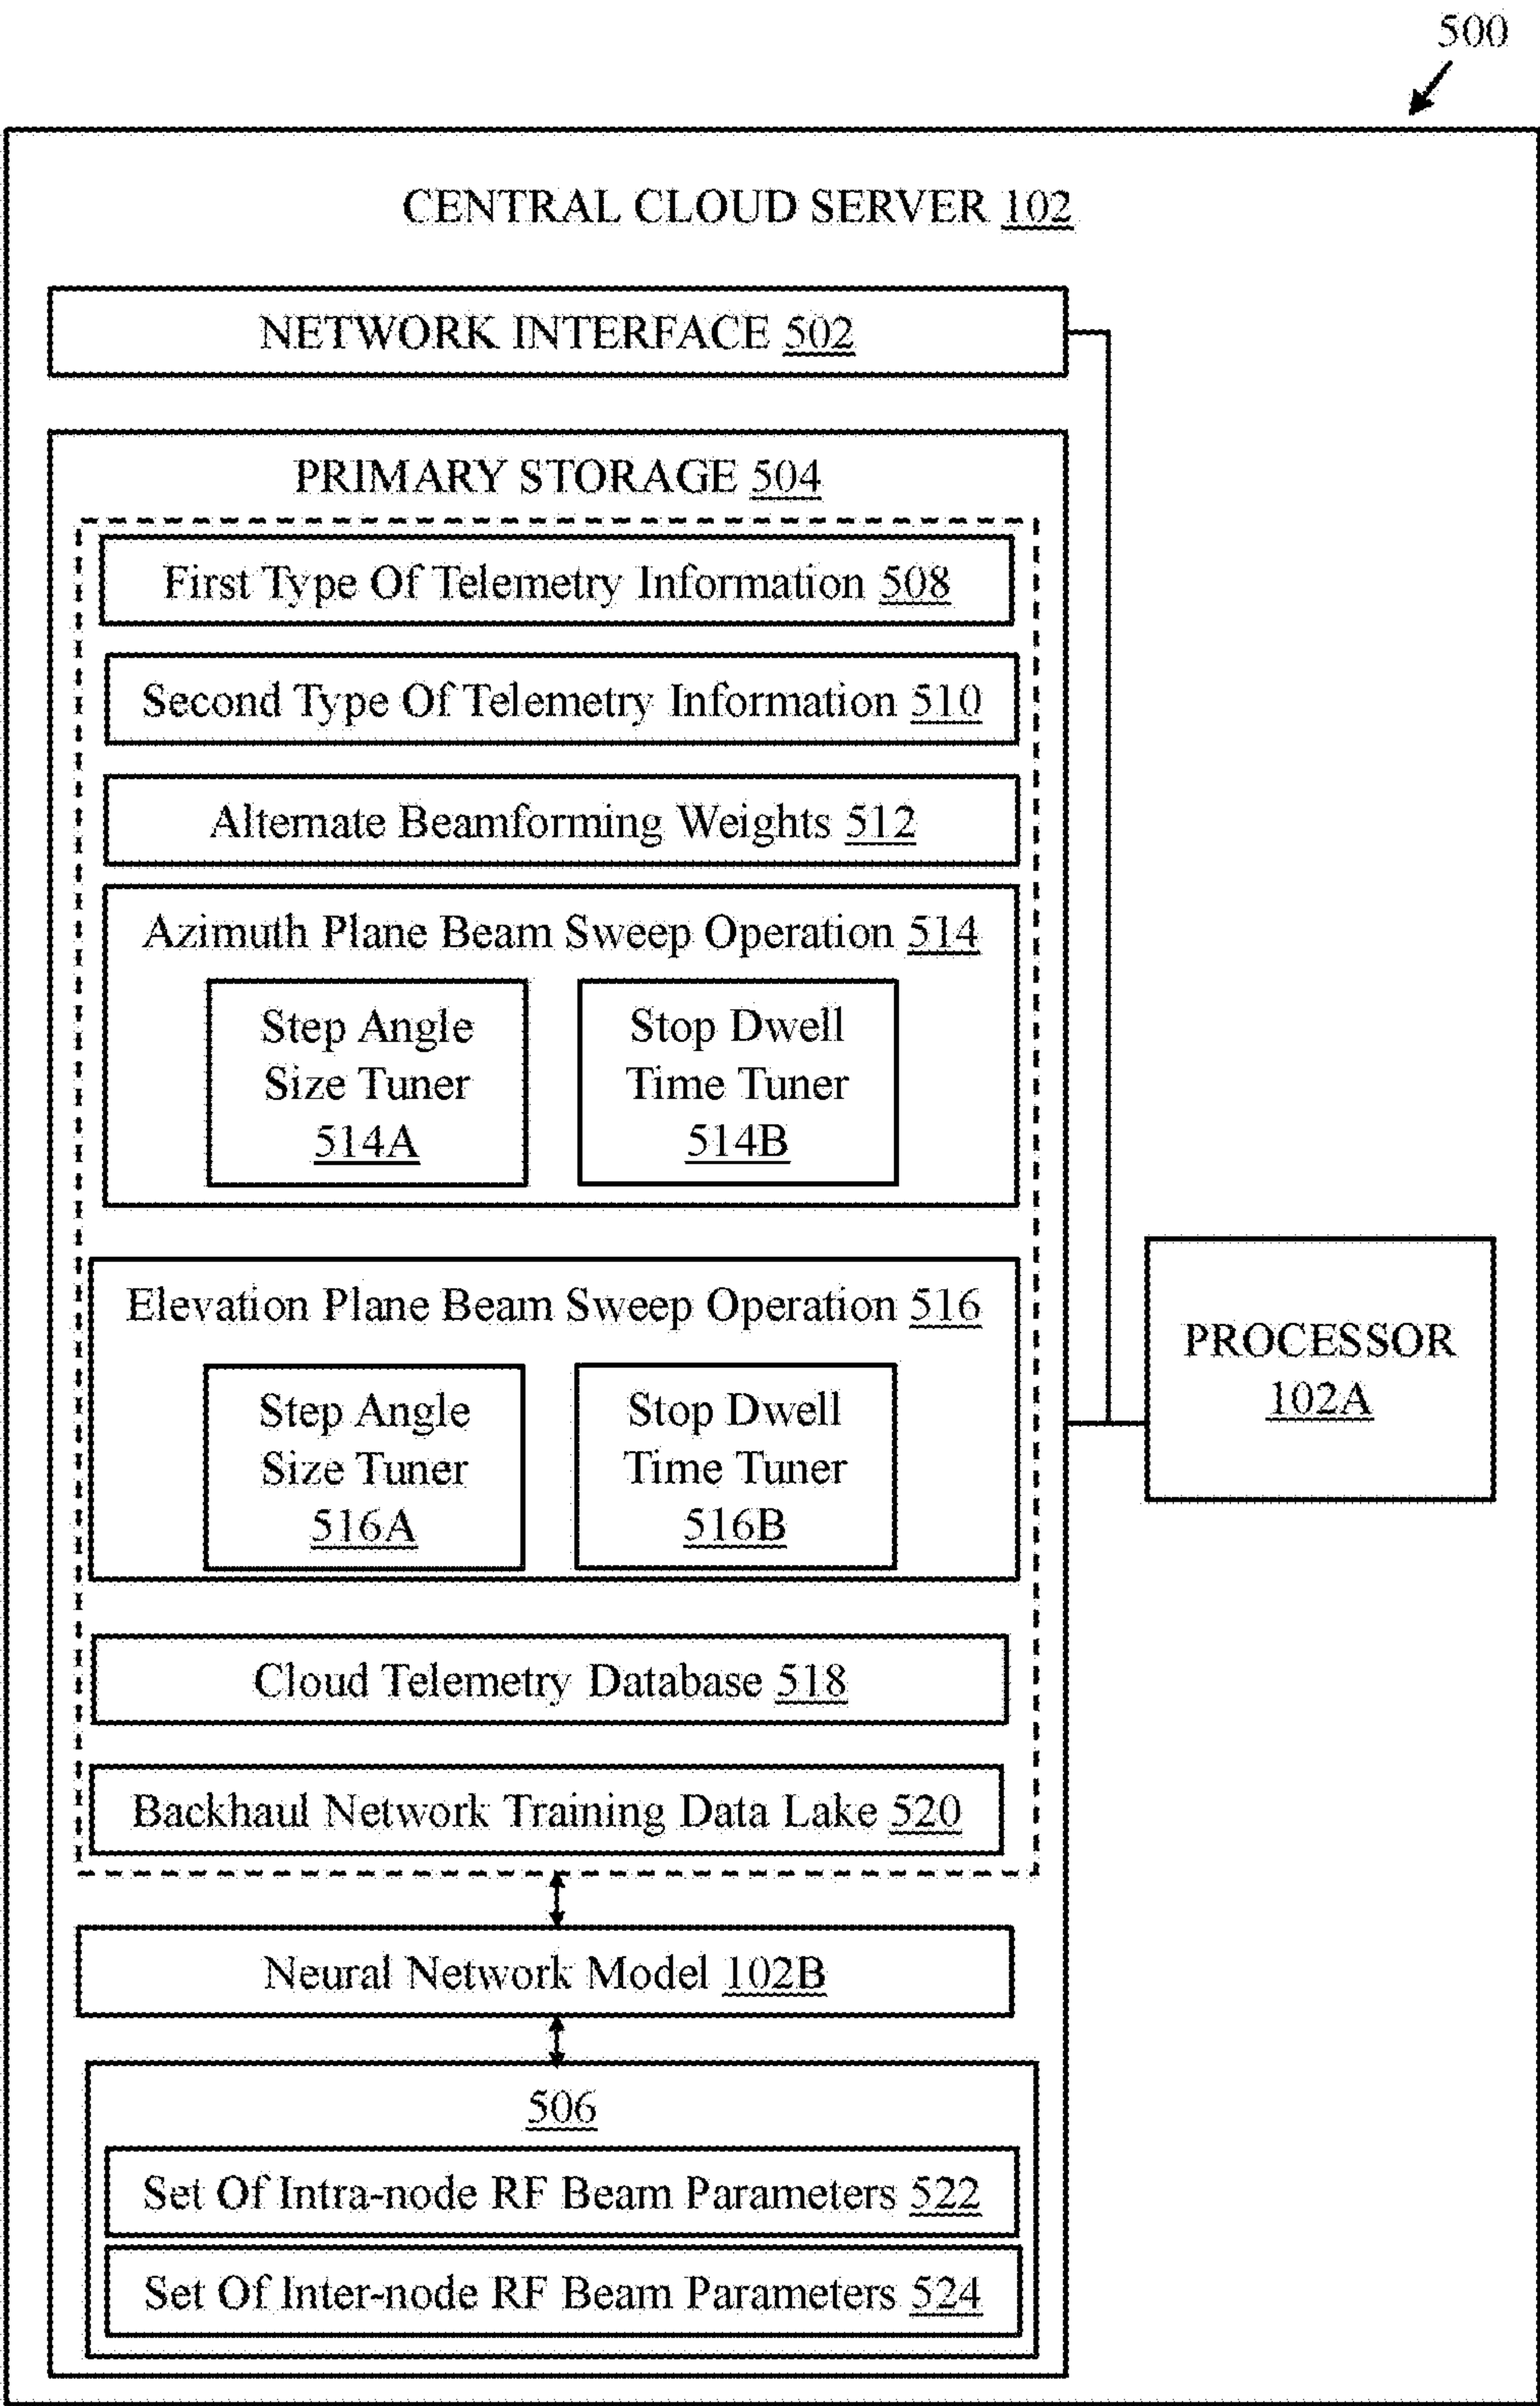 500
CENTRAL CLOUD SERVER 102
NETWORK INTERFACE 502
PRIMARY STORAGE 504
First Type Of Telemetry Information 508
Second Type Of Telemetry Information 510
Alternate Beamforming Weights 512
Azimuth Plane Beam Sweep Operation 514
Step Angle
Size Tuner
514A
Stop Dwell
Time Tuner
514B
Elevation Plane Beam Sweep Operation 516
Step Angle
Size Tuner
516A
Stop Dwell
Time Tuner
516B
PROCESSOR
102A
Cloud Telemetry Database 518
Backhaul Network Training Data Lake 520
Neural Network Model 102B
506
Set Of Intra-node RF Beam Parameters 522
Set Of Inter-node RF Beam Parameters 524